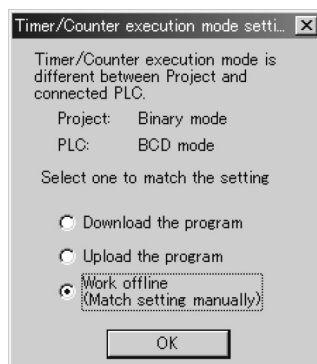 Timer/Counter execution mode setti...
Timer/Counter execution mode is
different between Project and
connected PLC.
Project: Binary mode
PLC: BCD mode
Select one to match the setting
Download the program
Upload the program
Work offline
(Match setting manually)
OK